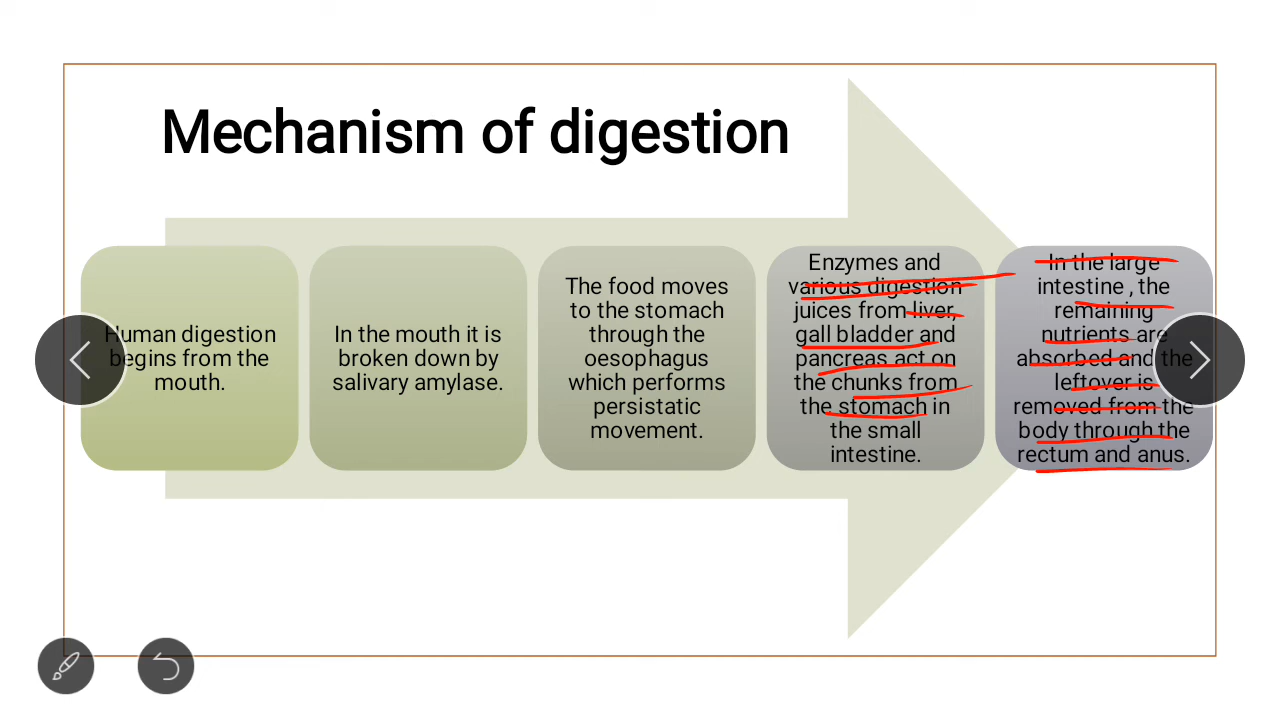 Mechanism of digestion
Human digestion
begins from the
mouth.
In the mouth it is
broken down by
salivary amylase.
The food moves
to the stomach
through the
oesophagus
which performs
persistatic
movement.
Enzymes and
various digestion
juices from liver,
gall bladder and
pancreas act on
the chunks from
the stomach in
the small
intestine.
In the large
intestine , the
remaining
nutrients are
absorbed and the
leftover is
removed from the
body through the
rectum and anus.